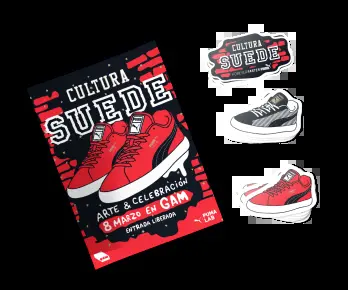 CULTURA
SUEDE
ARTE & CELEBRACIÓN
8 MARZO EN GAM
ENTRADA LIBERADA
PUMA
LAB
CULTURA
SUEDE